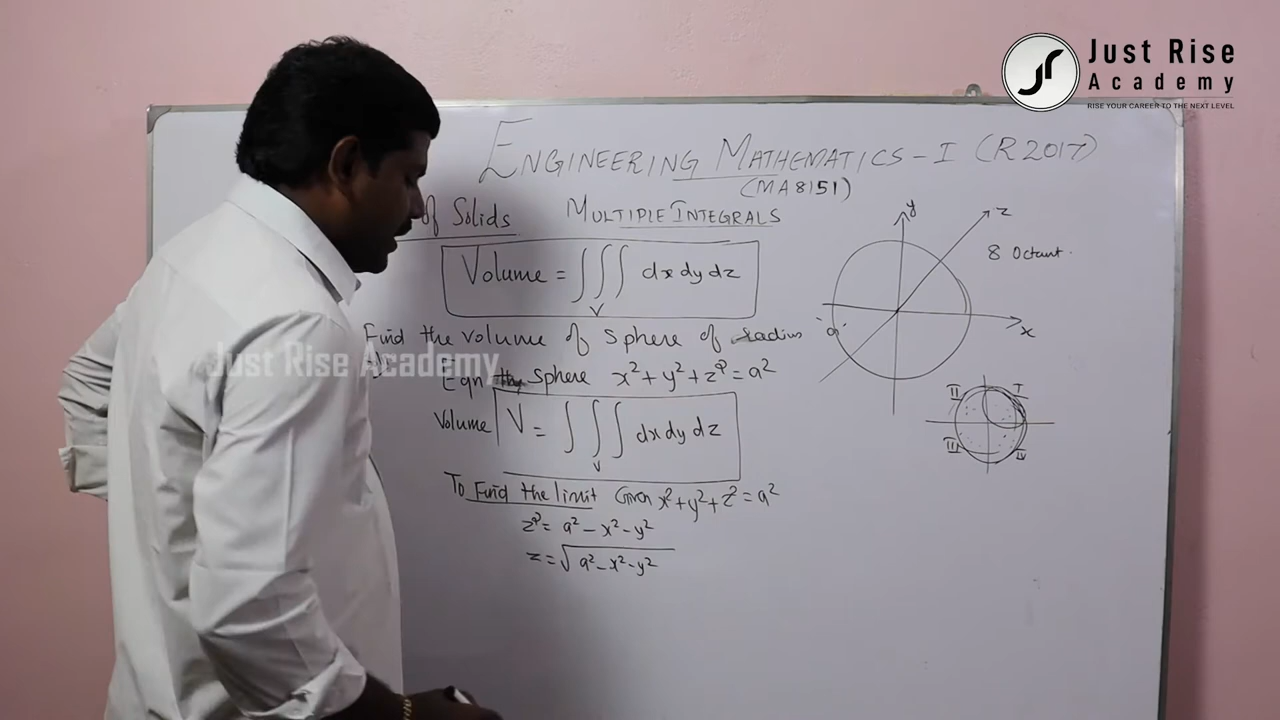 Just Rise
Academy
RISE YOUR CAREER TO THE NEXT LEVEL
ENGINEERING MATHEMATICS-I (R2017)
(MA8151)
of Solids MULTIPLE INTEGRALS
Volume = ∭ dx dy dz
V
Find the volume of sphere of radius
Just Rise Academy
Eqn sphere x²+y²+z²=a²
Volume V = ∭ dx dy dz
V
To Find the limit Given x²+y²+z²=a²
z²= a²-x²-y²
z=√a²-x²-y²
y
z
8 Octant.
x
'a'
II I
III IV